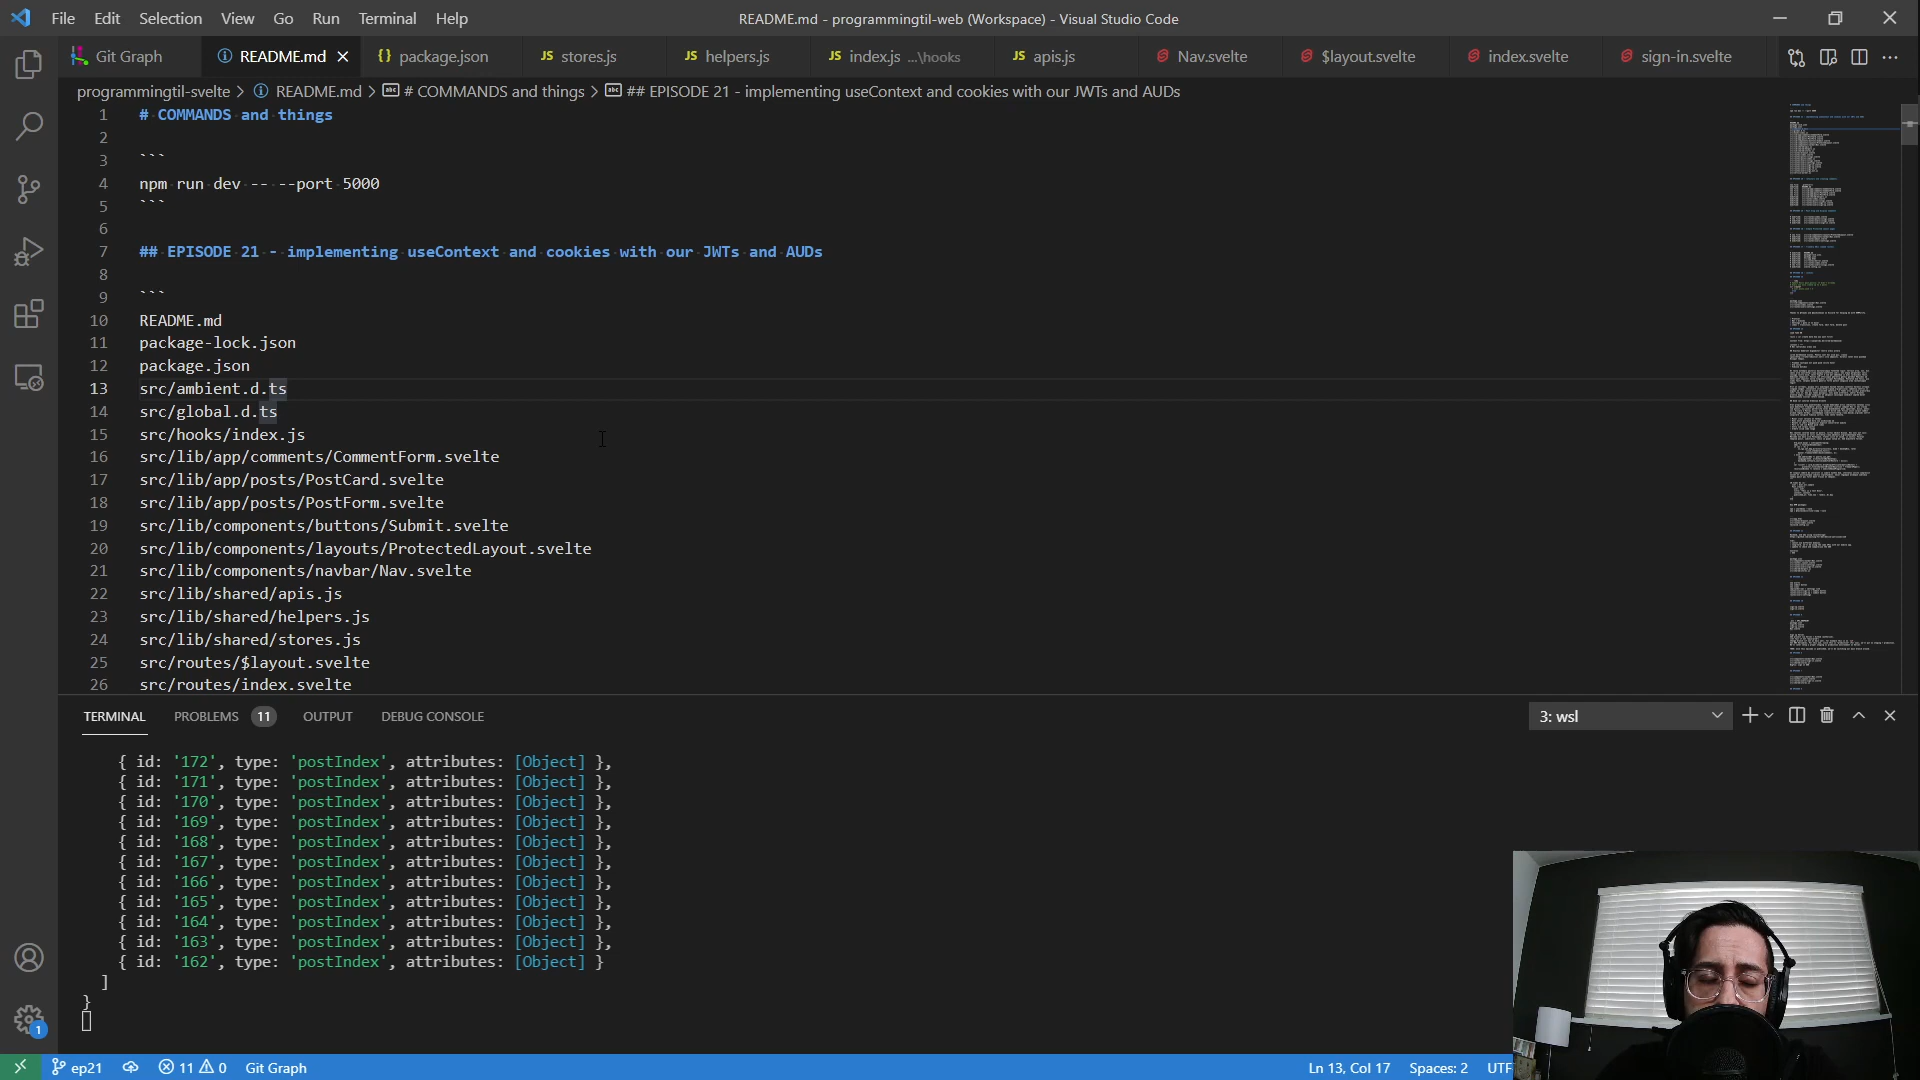 File Edit Selection View Go Run Terminal Help
README.md - programmingtil-web (Workspace) - Visual Studio Code
Git Graph
README.md
{} package.json
JS stores.js
JS helpers.js
JS index.js ...\hooks
JS apis.js
Nav.svelte
$layout.svelte
index.svelte
sign-in.svelte
programmingtil-svelte > README.md > # COMMANDS and things > ## EPISODE 21 - implementing useContext and cookies with our JWTs and AUDs
1 # COMMANDS and things
2
3 ```
4 npm run dev -- --port 5000
5 ```
6
7 ## EPISODE 21 - implementing useContext and cookies with our JWTs and AUDs
8
9 ```
10 README.md
11 package-lock.json
12 package.json
13 src/ambient.d.ts
14 src/global.d.ts
15 src/hooks/index.js
16 src/lib/app/comments/CommentForm.svelte
17 src/lib/app/posts/PostCard.svelte
18 src/lib/app/posts/PostForm.svelte
19 src/lib/components/buttons/Submit.svelte
20 src/lib/components/layouts/ProtectedLayout.svelte
21 src/lib/components/navbar/Nav.svelte
22 src/lib/shared/apis.js
23 src/lib/shared/helpers.js
24 src/lib/shared/stores.js
25 src/routes/$layout.svelte
26 src/routes/index.svelte
TERMINAL PROBLEMS 11 OUTPUT DEBUG CONSOLE
3: wsl
{ id: '172', type: 'postIndex', attributes: [Object] },
{ id: '171', type: 'postIndex', attributes: [Object] },
{ id: '170', type: 'postIndex', attributes: [Object] },
{ id: '169', type: 'postIndex', attributes: [Object] },
{ id: '168', type: 'postIndex', attributes: [Object] },
{ id: '167', type: 'postIndex', attributes: [Object] },
{ id: '166', type: 'postIndex', attributes: [Object] },
{ id: '165', type: 'postIndex', attributes: [Object] },
{ id: '164', type: 'postIndex', attributes: [Object] },
{ id: '163', type: 'postIndex', attributes: [Object] },
{ id: '162', type: 'postIndex', attributes: [Object] }
]
}
1
ep21 11 0 Git Graph
Ln 13, Col 17 Spaces: 2 UTF